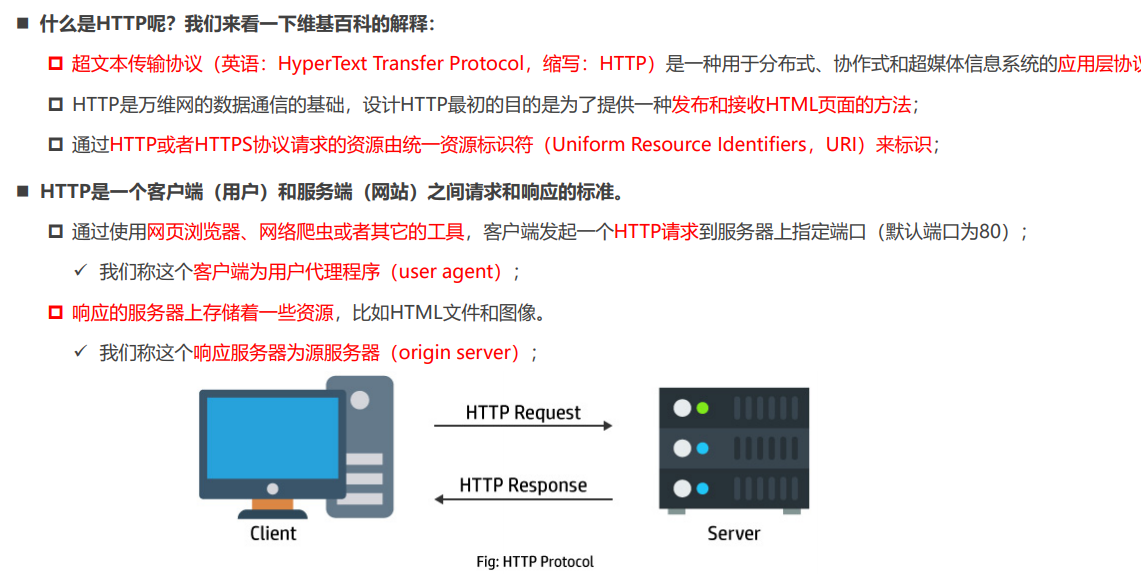 什么是HTTP呢？我们来看一下维基百科的解释：
超文本传输协议（英语：HyperText Transfer Protocol，缩写：HTTP）是一种用于分布式、协作式和超媒体信息系统的应用层协议
HTTP是万维网的数据通信的基础，设计HTTP最初的目的是为了提供一种发布和接收HTML页面的方法；
通过HTTP或者HTTPS协议请求的资源由统一资源标识符（Uniform Resource Identifiers，URI）来标识；
HTTP是一个客户端（用户）和服务端（网站）之间请求和响应的标准。
通过使用网页浏览器、网络爬虫或者其它的工具，客户端发起一个HTTP请求到服务器上指定端口（默认端口为80）；
我们称这个客户端为用户代理程序（user agent）；
响应的服务器上存储着一些资源，比如HTML文件和图像。
我们称这个响应服务器为源服务器（origin server）；
HTTP Request
HTTP Response
Client
Server
Fig: HTTP Protocol